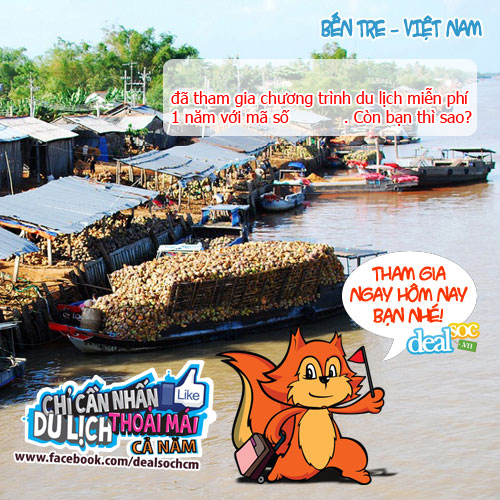 BẾN TRE - VIỆT NAM
đã tham gia chương trình du lịch miễn phí
1 năm với mã số . Còn bạn thì sao?
THAM GIA
NGAY HÔM NAY
BẠN NHÉ!
dealsoc
.vn
CHỈ CẦN NHẤN Like
DU LỊCH THOẢI MÁI
CẢ NĂM
www.facebook.com/dealsochcm